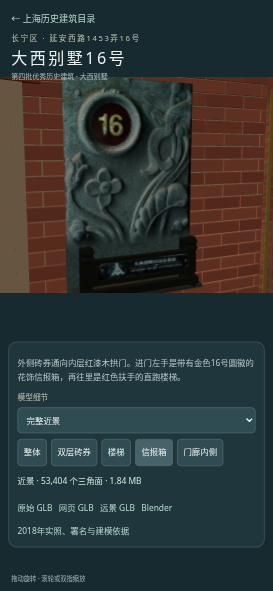 ← 上海历史建筑目录
长宁区 · 延安西路1453弄16号
大西别墅16号
第四批优秀历史建筑 · 大西别墅
16
外侧砖券通向内层红漆木拱门。进门左手是带有金色16号圆徽的
花饰信报箱，再往里是红色扶手的直跑楼梯。
模型细节
完整近景
整体 双层砖券 楼梯 信报箱 门廊内侧
近景 · 53,404 个三角面 · 1.84 MB
原始 GLB 网页 GLB 远景 GLB Blender
2018年实照、署名与建模依据
拖动旋转 · 滚轮或双指缩放